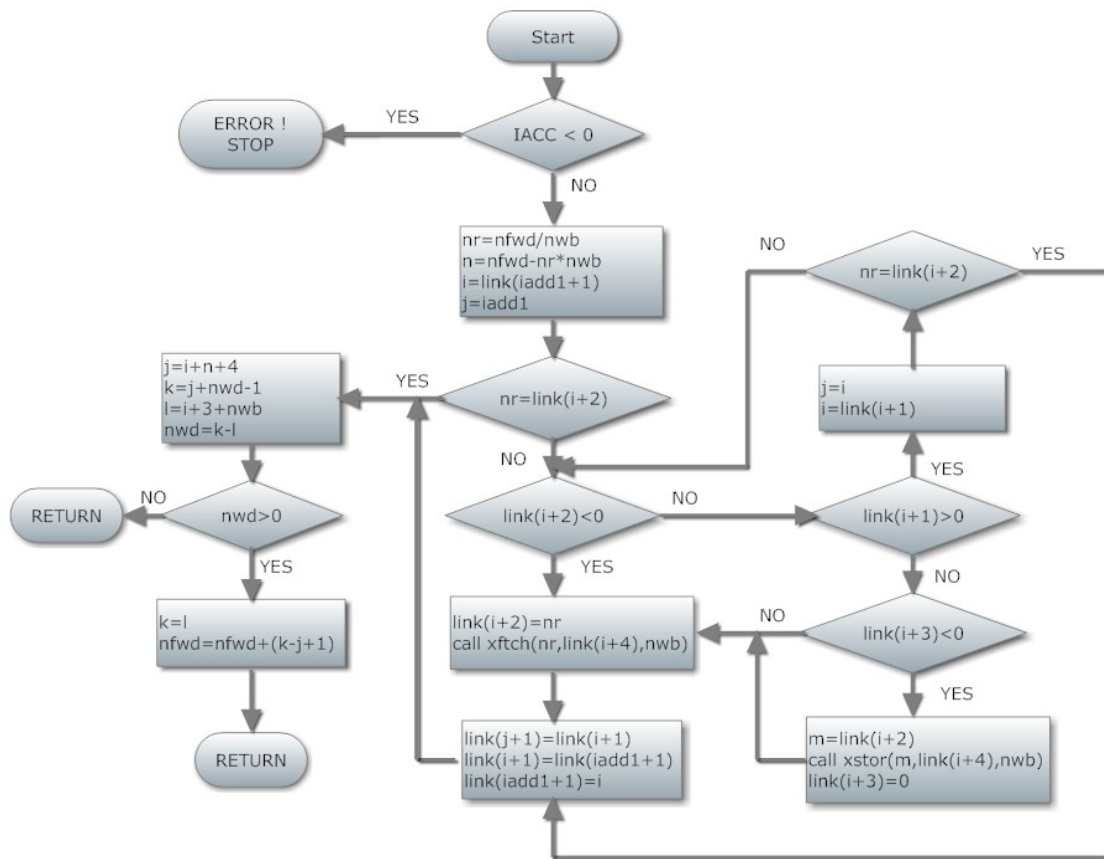 Start
YES
ERROR !
STOP
IACC < 0
NO
nr=nfwd/nwb
n=nfwd-nr*nwb
i=link(iadd1+1)
j=iadd1
NO
nr=link(i+2)
YES
j=i+n+4
k=j+nwd-1
l=i+3+nwb
nwd=k-l
YES
nr=link(i+2)
j=i
i=link(i+1)
NO
YES
RETURN
NO
nwd>0
link(i+2)<0
NO
link(i+1)>0
YES
YES
NO
k=l
nfwd=nfwd+(k-j+1)
link(i+2)=nr
call xftch(nr,link(i+4),nwb)
NO
link(i+3)<0
YES
RETURN
link(j+1)=link(i+1)
link(i+1)=link(iadd1+1)
link(iadd1+1)=i
m=link(i+2)
call xstor(m,link(i+4),nwb)
link(i+3)=0